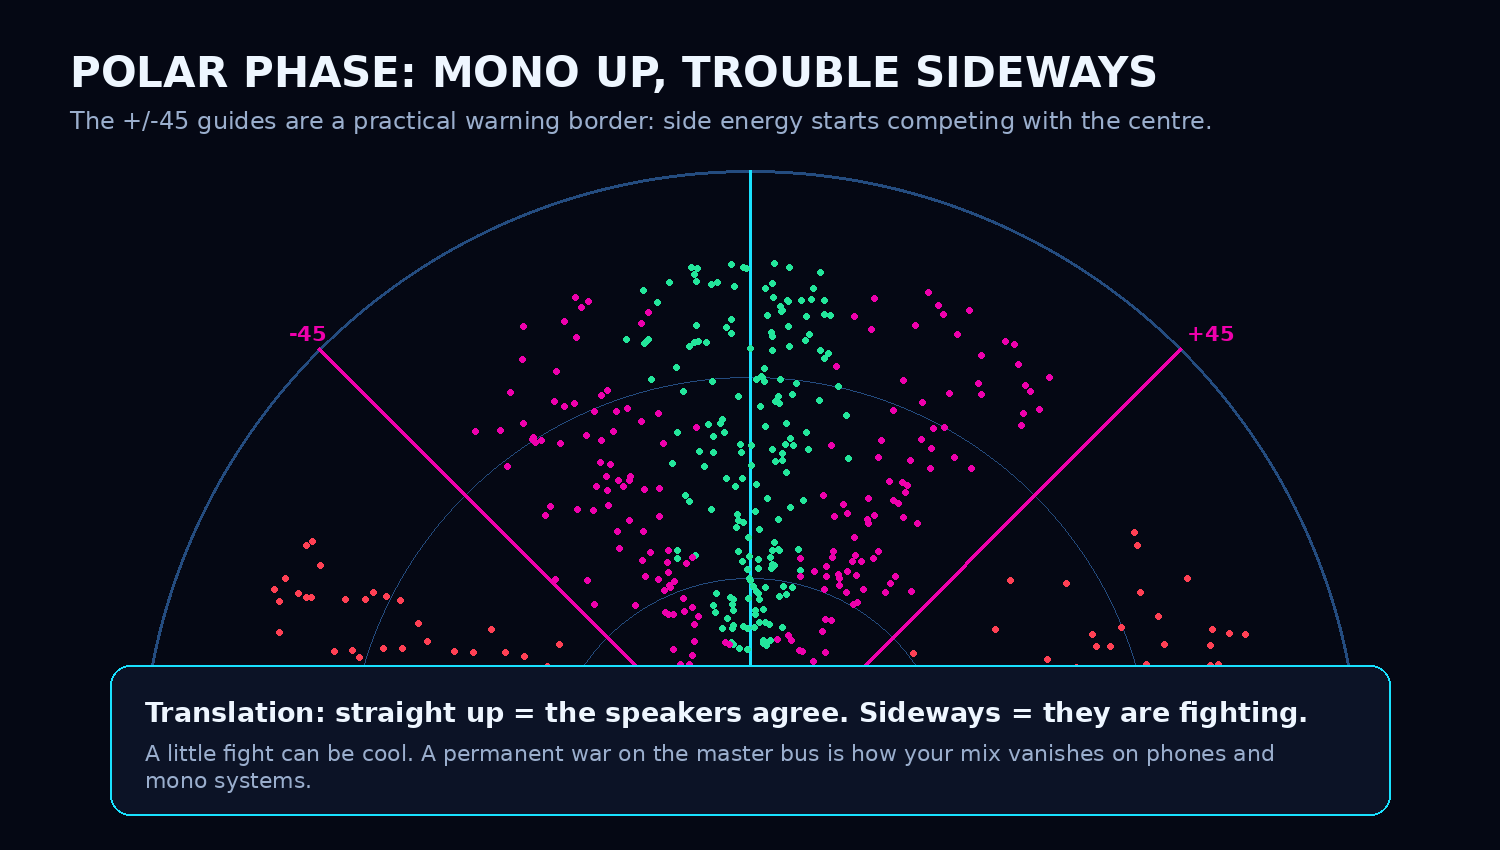 POLAR PHASE: MONO UP, TROUBLE SIDEWAYS
The +/-45 guides are a practical warning border: side energy starts competing with the centre.
-45
+45
Translation: straight up = the speakers agree. Sideways = they are fighting.
A little fight can be cool. A permanent war on the master bus is how your mix vanishes on phones and
mono systems.